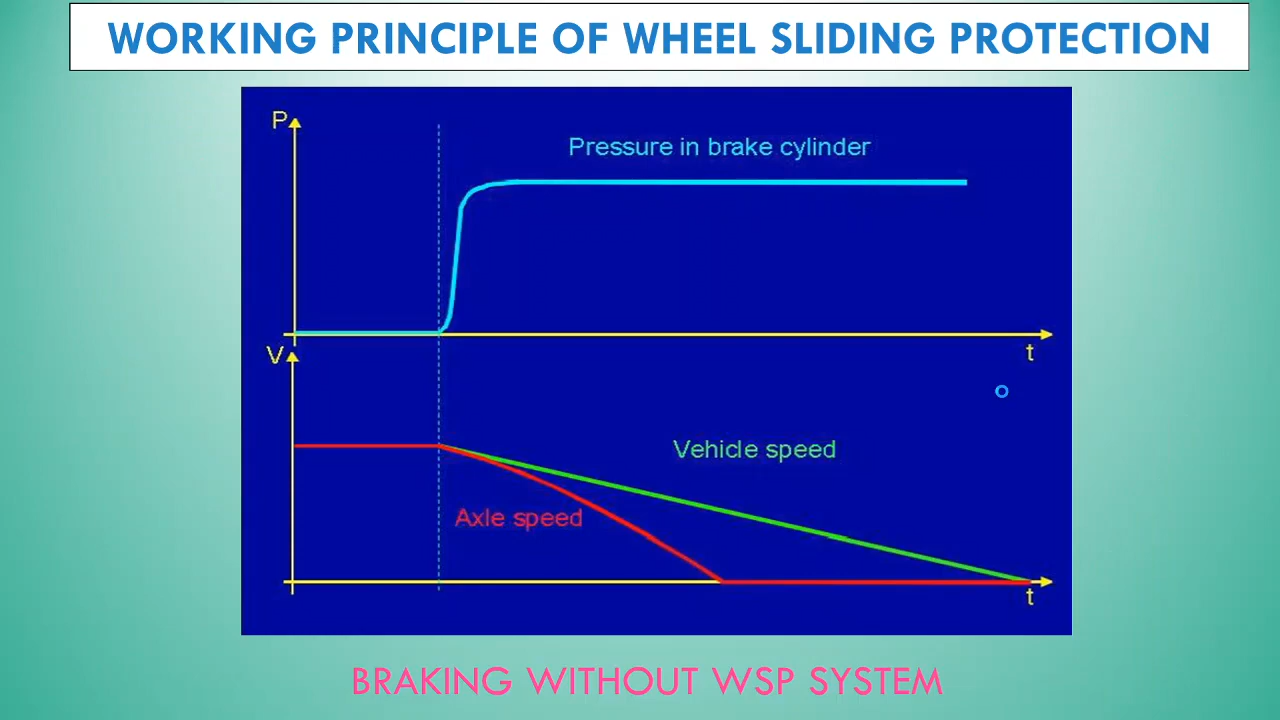 WORKING PRINCIPLE OF WHEEL SLIDING PROTECTION
P
Pressure in brake cylinder
t
V
Vehicle speed
Axle speed
t
BRAKING WITHOUT WSP SYSTEM